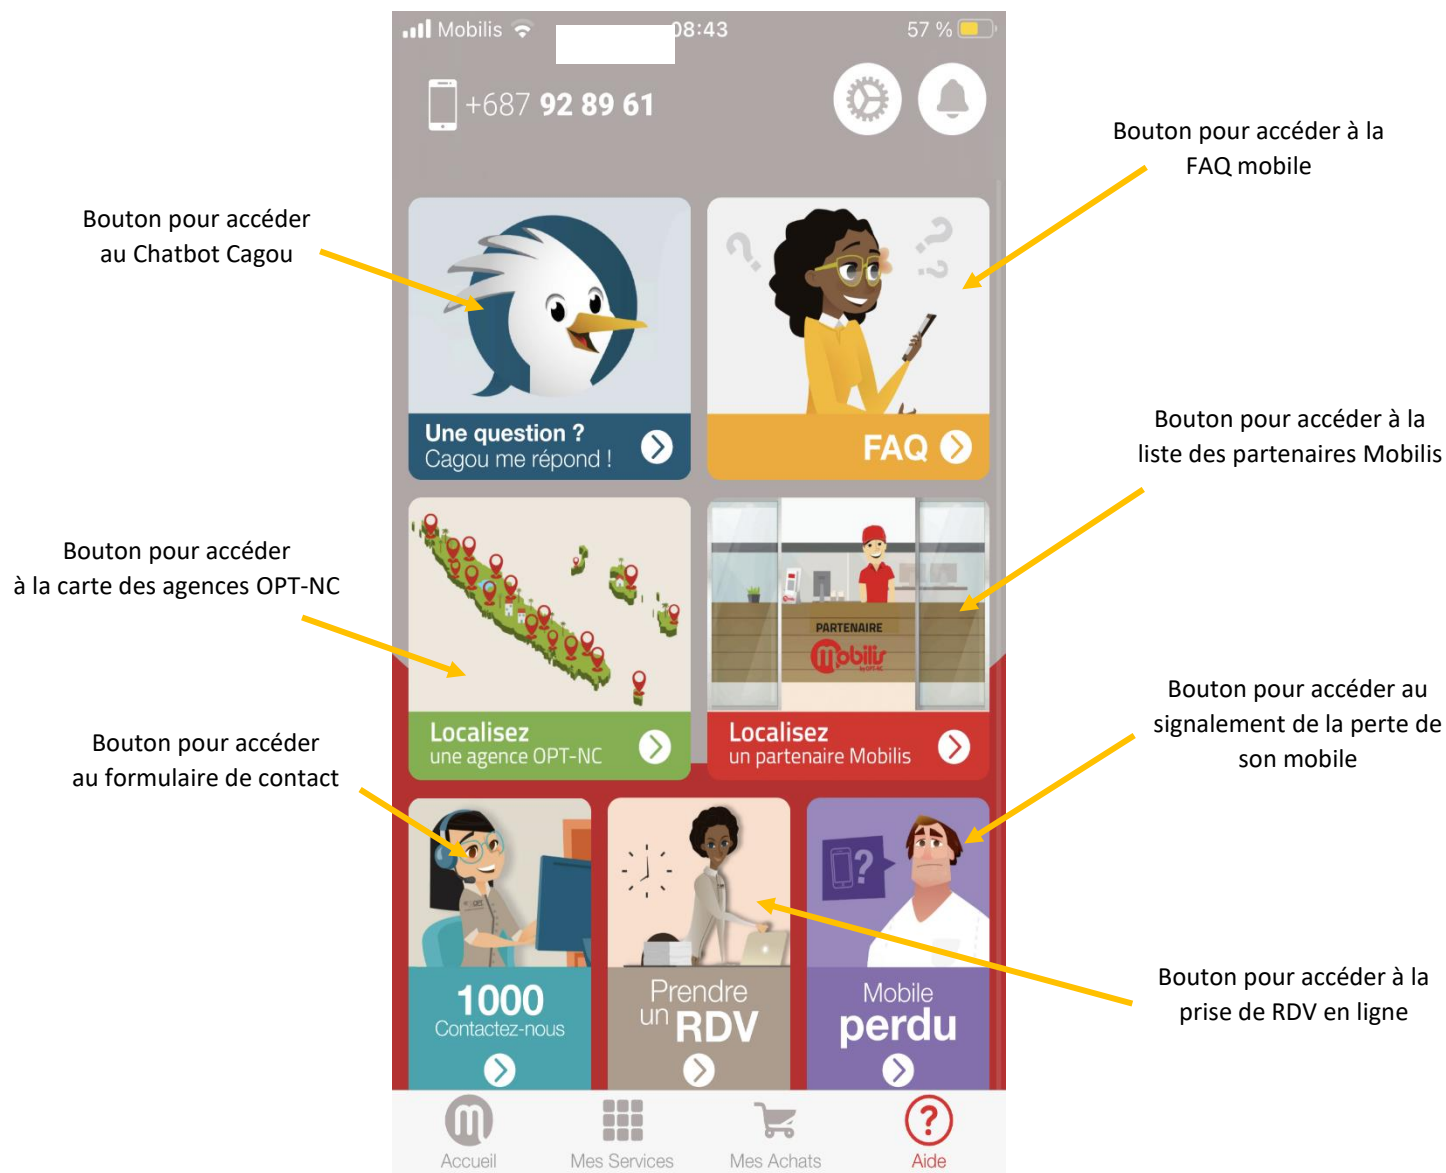 Mobilis
08:43
57 %
+687 92 89 61
Bouton pour accéder à la
FAQ mobile
Bouton pour accéder
au Chatbot Cagou
Une question ?
Cagou me répond !
FAQ
Bouton pour accéder à la
liste des partenaires Mobilis
Bouton pour accéder
à la carte des agences OPT-NC
PARTENAIRE
Mobilis
by OPT-NC
Localisez
une agence OPT-NC
Localisez
un partenaire Mobilis
Bouton pour accéder au
signalement de la perte de
son mobile
Bouton pour accéder
au formulaire de contact
?
OPT
1000
Contactez-nous
Prendre
un RDV
Mobile
perdu
Bouton pour accéder à la
prise de RDV en ligne
Accueil
Mes Services
Mes Achats
?
Aide